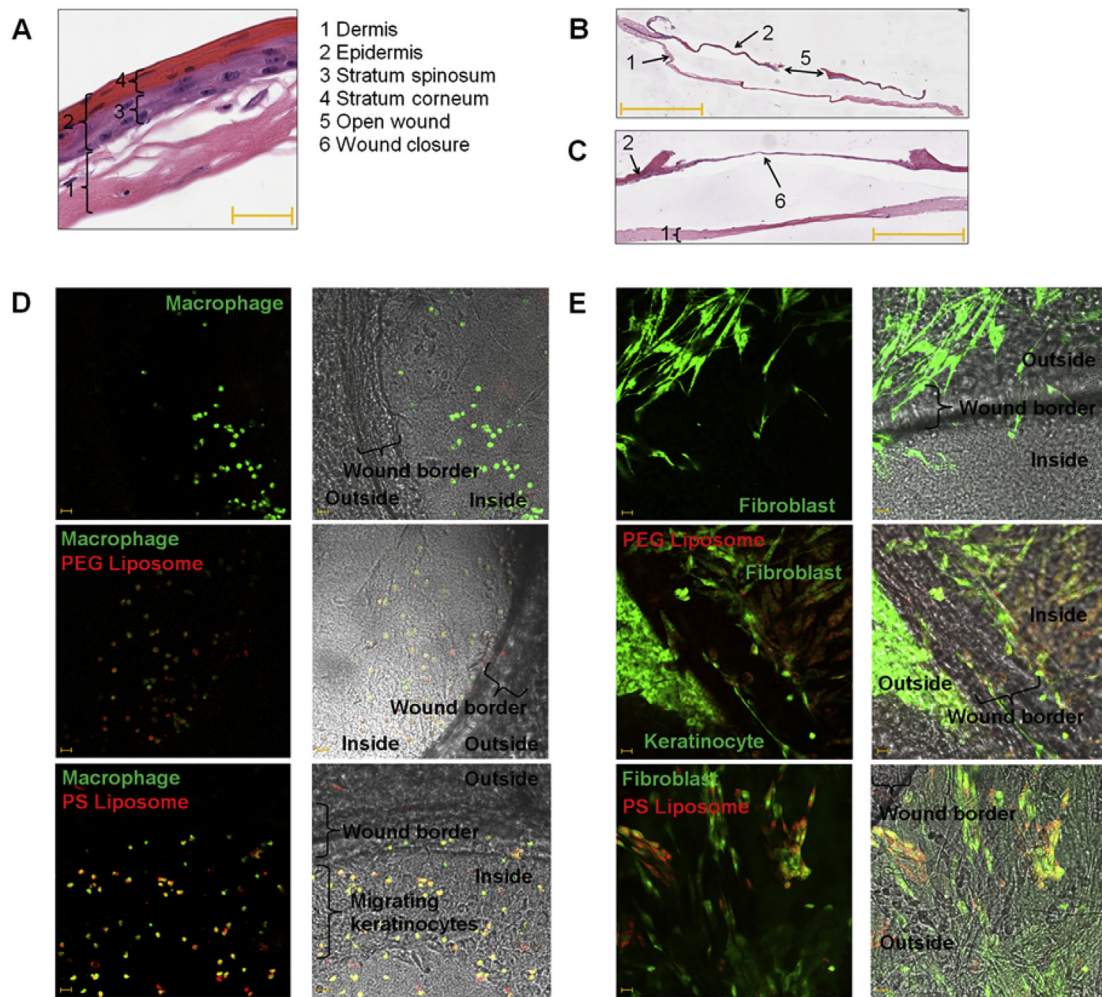 A
4
3
2
1
1 Dermis
2 Epidermis
3 Stratum spinosum
4 Stratum corneum
5 Open wound
6 Wound closure
B
2
5
1
C
2
6
1
D
Macrophage
Wound border
Outside
Inside
Macrophage
PEG Liposome
Wound border
Inside
Outside
Macrophage
PS Liposome
Outside
Wound border
Inside
Migrating
keratinocytes
E
Fibroblast
Outside
Wound border
Inside
PEG Liposome
Fibroblast
Keratinocyte
Inside
Outside
Wound border
Fibroblast
PS Liposome
Wound border
Outside